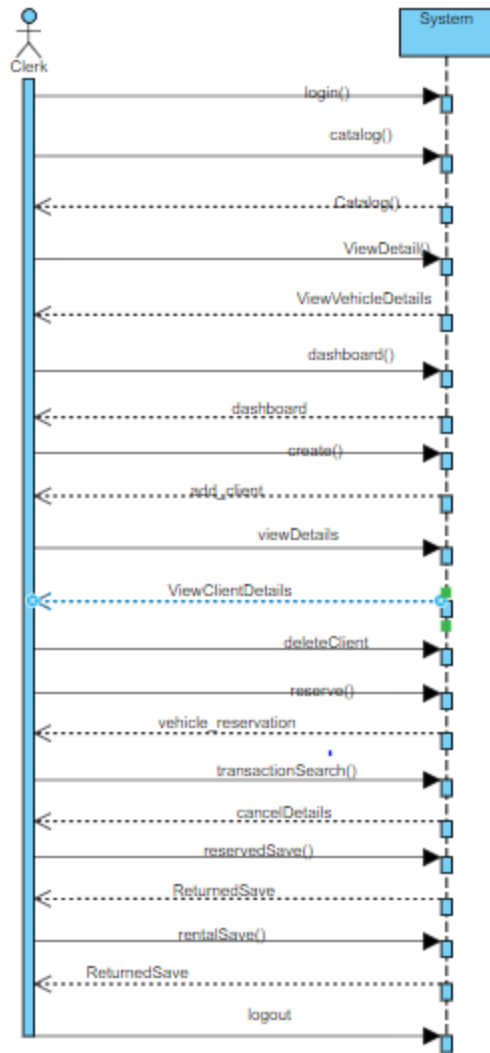 System
Clerk
login()
catalog()
Catalog()
ViewDetail()
ViewVehicleDetails
dashboard()
dashboard
create()
add_client
viewDetails
ViewClientDetails
deleteClient
reserve()
vehicle_reservation
transactionSearch()
cancelDetails
reservedSave()
ReturnedSave
rentalSave()
ReturnedSave
logout